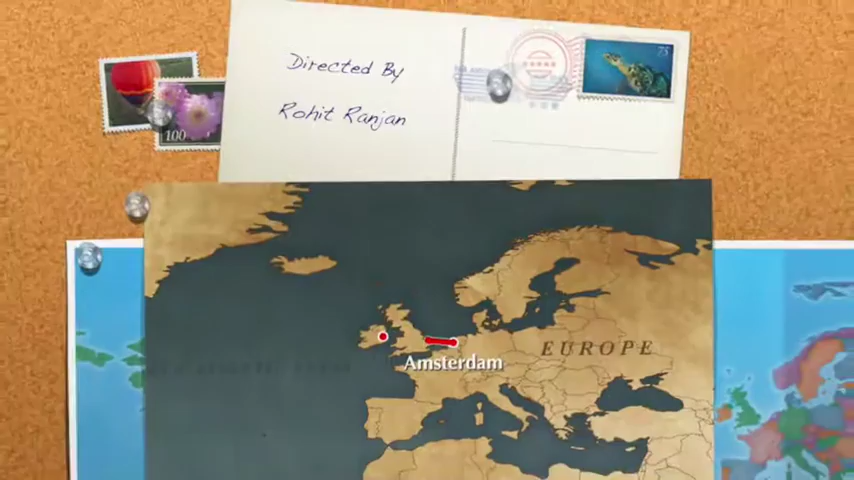 Directed By
Rohit Ranjan
75
100
EUROPE
Amsterdam